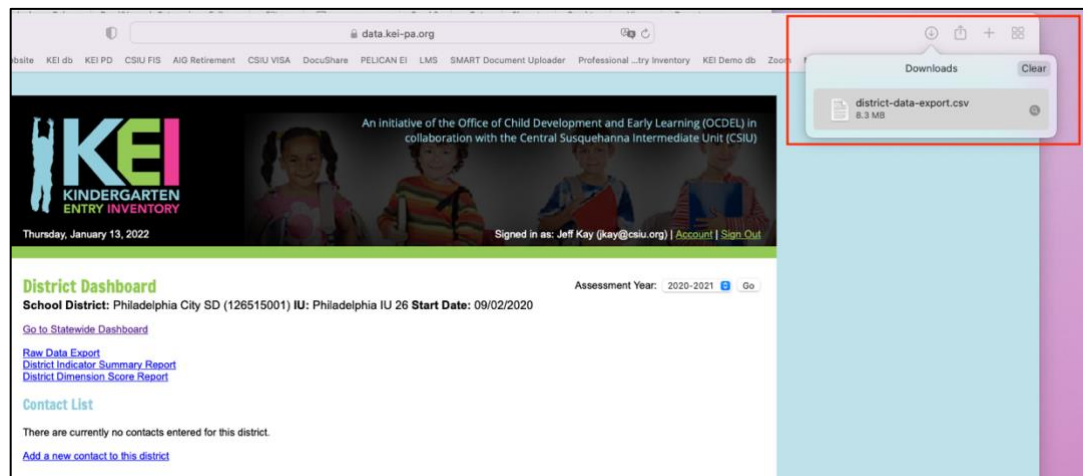 data.kei-pa.org
KEI db KEI PD CSIU FIS AIG Retirement CSIU VISA DocuShare PELICAN EI LMS SMART Document Uploader Professional ...try Inventory KEI Demo db Zoom
Downloads Clear
district-data-export.csv
8.3 MB
An initiative of the Office of Child Development and Early Learning (OCDEL) in
collaboration with the Central Susquehanna Intermediate Unit (CSIU)
KEI
KINDERGARTEN
ENTRY INVENTORY
Thursday, January 13, 2022
Signed in as: Jeff Kay (jkay@csiu.org) | Account | Sign Out
District Dashboard
Assessment Year: 2020-2021 Go
School District: Philadelphia City SD (126515001) IU: Philadelphia IU 26 Start Date: 09/02/2020
Go to Statewide Dashboard
Raw Data Export
District Indicator Summary Report
District Dimension Score Report
Contact List
There are currently no contacts entered for this district.
Add a new contact to this district